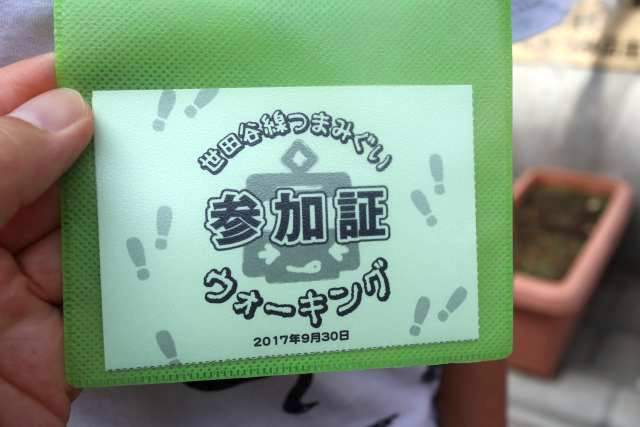 世田谷線つまみぐい
参加証
ウォーキング
2017年9月30日